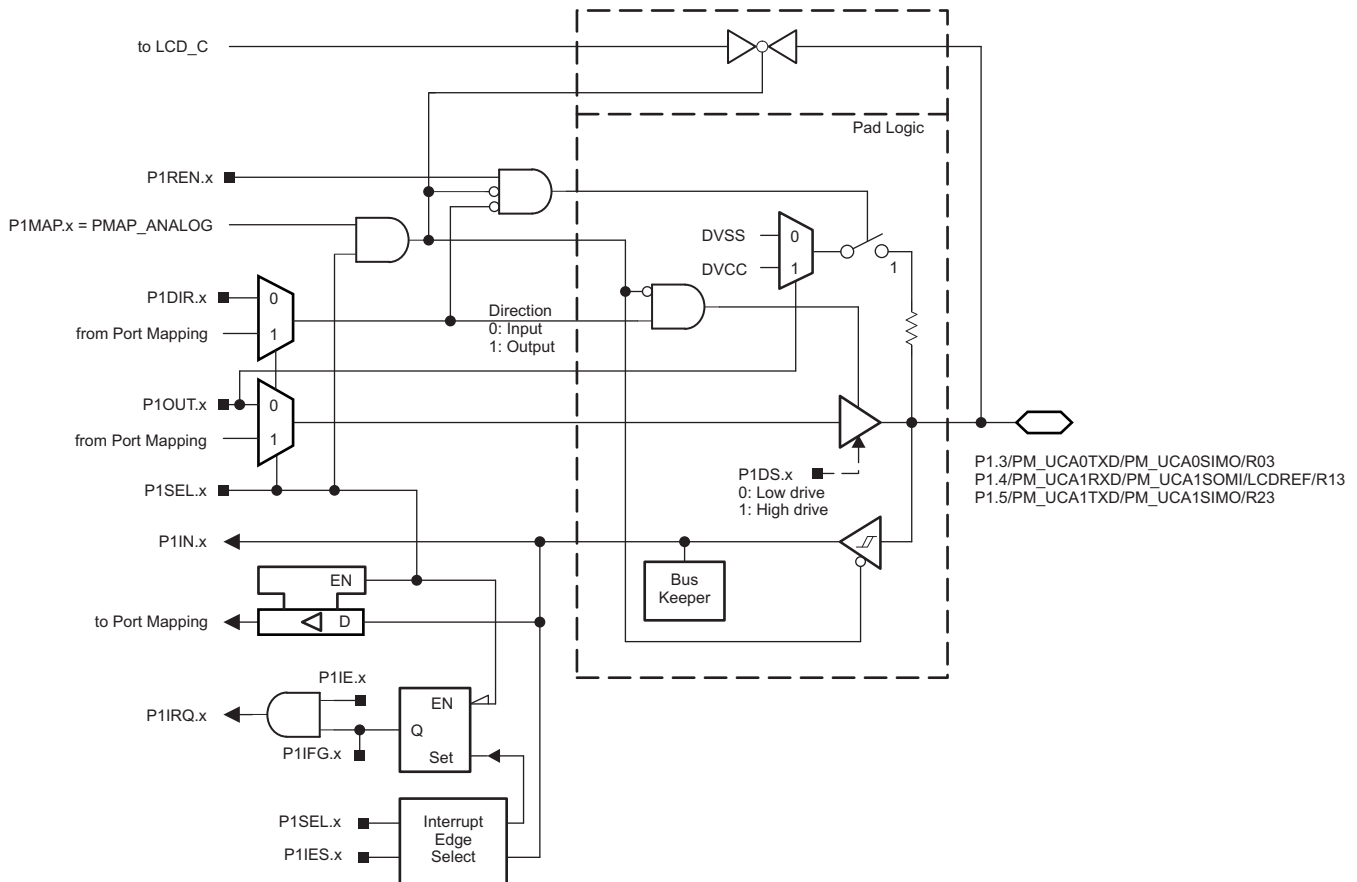 to LCD_C
Pad Logic
P1REN.x
P1MAP.x = PMAP_ANALOG
DVSS
0
DVCC
1
1
P1DIR.x
0
from Port Mapping
1
Direction
0: Input
1: Output
P1OUT.x
0
from Port Mapping
1
P1DS.x
0: Low drive
1: High drive
P1.3/PM_UCA0TXD/PM_UCA0SIMO/R03
P1.4/PM_UCA1RXD/PM_UCA1SOMI/LCDREF/R13
P1.5/PM_UCA1TXD/PM_UCA1SIMO/R23
P1SEL.x
P1IN.x
Bus
Keeper
EN
to Port Mapping
D
P1IE.x
EN
P1IRQ.x
Q
P1IFG.x
Set
P1SEL.x
P1IES.x
Interrupt
Edge
Select